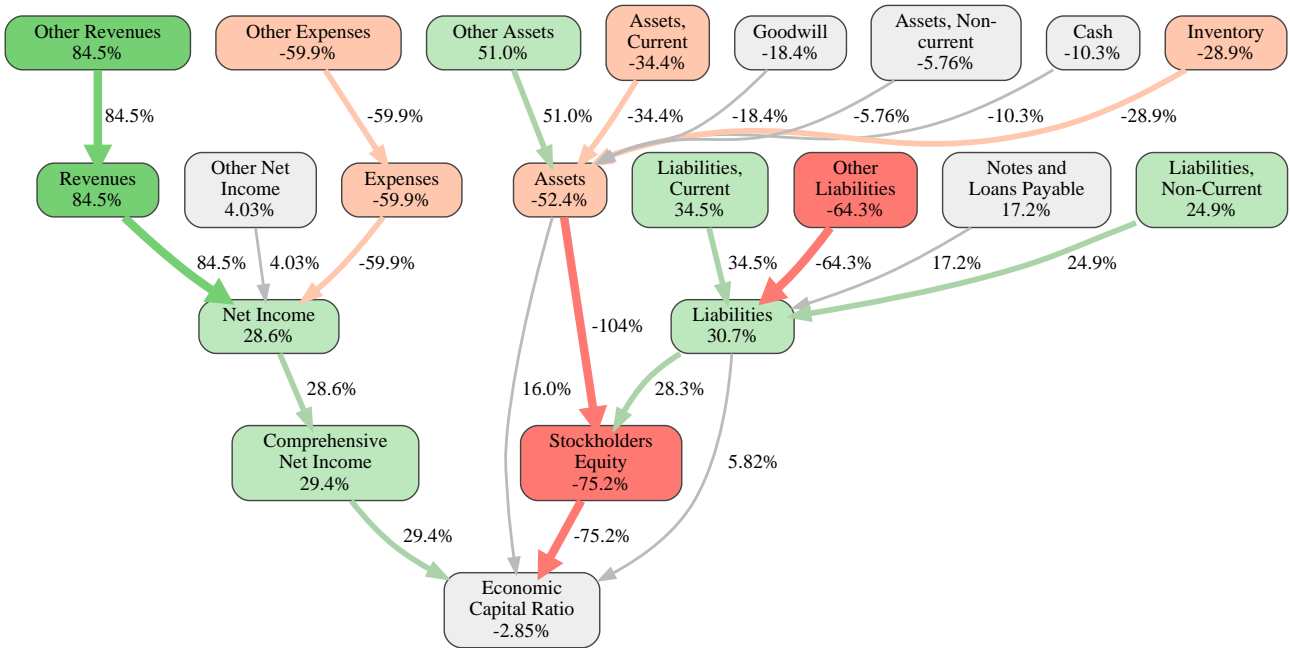 Other Revenues
84.5%
Other Expenses
-59.9%
Other Assets
51.0%
Assets,
Current
-34.4%
Goodwill
-18.4%
Assets, Non-
current
-5.76%
Cash
-10.3%
Inventory
-28.9%
84.5%
-59.9%
51.0%
-34.4%
-18.4%
-5.76%
-10.3%
-28.9%
Revenues
84.5%
Other Net
Income
4.03%
Expenses
-59.9%
Assets
-52.4%
Liabilities,
Current
34.5%
Other
Liabilities
-64.3%
Notes and
Loans Payable
17.2%
Liabilities,
Non-Current
24.9%
84.5%
4.03%
-59.9%
34.5%
-64.3%
17.2%
24.9%
Net Income
28.6%
-104%
Liabilities
30.7%
28.6%
16.0%
28.3%
Comprehensive
Net Income
29.4%
Stockholders
Equity
-75.2%
5.82%
29.4%
-75.2%
Economic
Capital Ratio
-2.85%